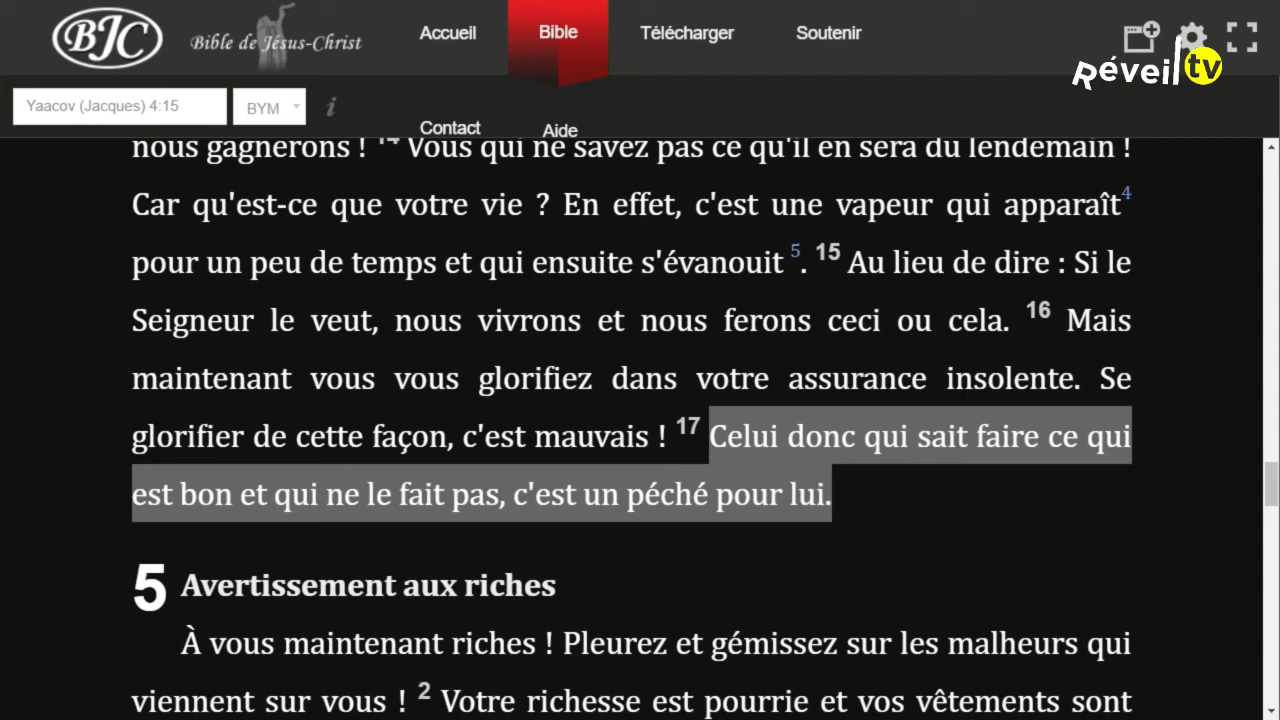 BJC Bible de Jésus-Christ Accueil Bible Télécharger Soutenir
Réveil tv
Yaacov (Jacques) 4:15 BYM i
Contact Aide
nous gagnerons ! 14 Vous qui ne savez pas ce qu'il en sera du lendemain !
Car qu'est-ce que votre vie ? En effet, c'est une vapeur qui apparaît4
pour un peu de temps et qui ensuite s'évanouit 5. 15 Au lieu de dire : Si le
Seigneur le veut, nous vivrons et nous ferons ceci ou cela. 16 Mais
maintenant vous vous glorifiez dans votre assurance insolente. Se
glorifier de cette façon, c'est mauvais ! 17 Celui donc qui sait faire ce qui
est bon et qui ne le fait pas, c'est un péché pour lui.
5 Avertissement aux riches
À vous maintenant riches ! Pleurez et gémissez sur les malheurs qui
viennent sur vous ! 2 Votre richesse est pourrie et vos vêtements sont